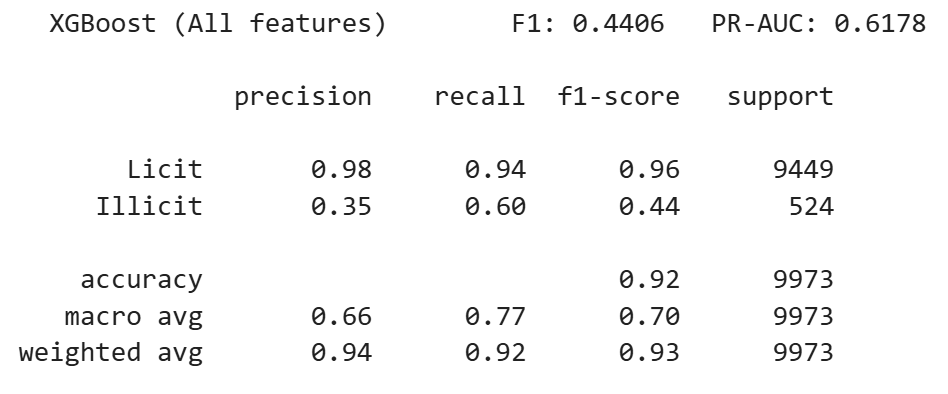 XGBoost (All features) F1: 0.4406 PR-AUC: 0.6178
precision recall f1-score support
Licit 0.98 0.94 0.96 9449
Illicit 0.35 0.60 0.44 524
accuracy 0.92 9973
macro avg 0.66 0.77 0.70 9973
weighted avg 0.94 0.92 0.93 9973